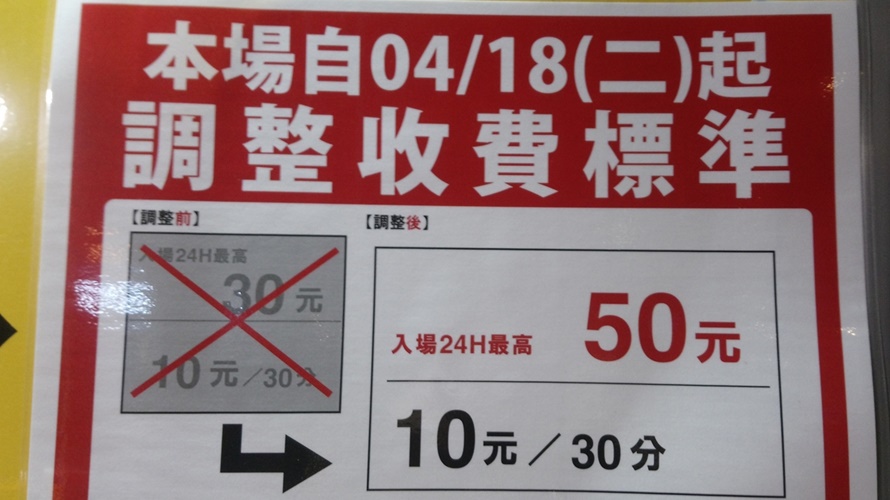 本場自04/18(二)起
調整收費標準
【調整前】
入場24H最高
30元
10元/30分
【調整後】
入場24H最高 50元
10元/30分